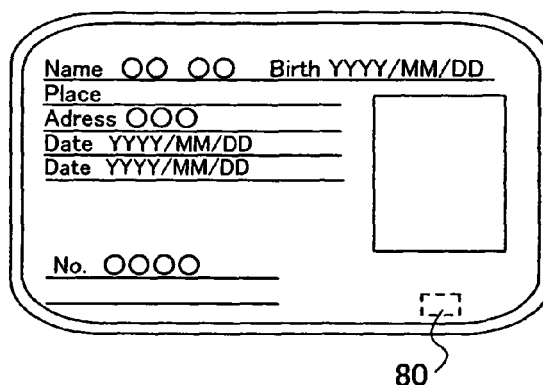 Name ○○ ○○ Birth YYYY/MM/DD
Place
Adress ○○○
Date YYYY/MM/DD
Date YYYY/MM/DD
No. ○○○○
80